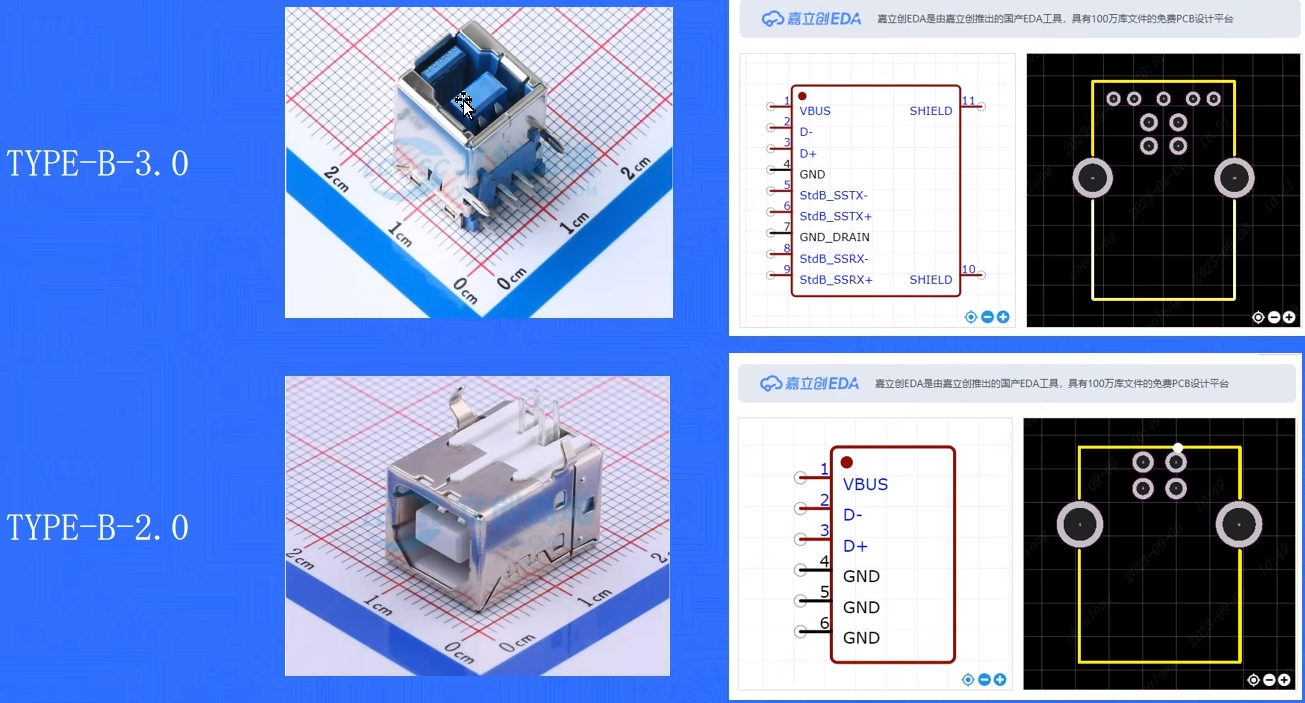 TYPE-B-3.0
2cm
1cm
0cm
0cm
1cm
2cm
嘉立创EDA
嘉立创EDA是由嘉立创推出的国产EDA工具，具有100万库文件的免费PCB设计平台
1
VBUS
SHIELD
11
2
D-
3
D+
4
GND
5
StdB_SSTX-
6
StdB_SSTX+
7
GND_DRAIN
8
StdB_SSRX-
9
StdB_SSRX+
SHIELD
10
TYPE-B-2.0
2cm
1cm
0cm
0cm
1cm
2
嘉立创EDA
嘉立创EDA是由嘉立创推出的国产EDA工具，具有100万库文件的免费PCB设计平台
1
VBUS
2
D-
3
D+
4
GND
5
GND
6
GND